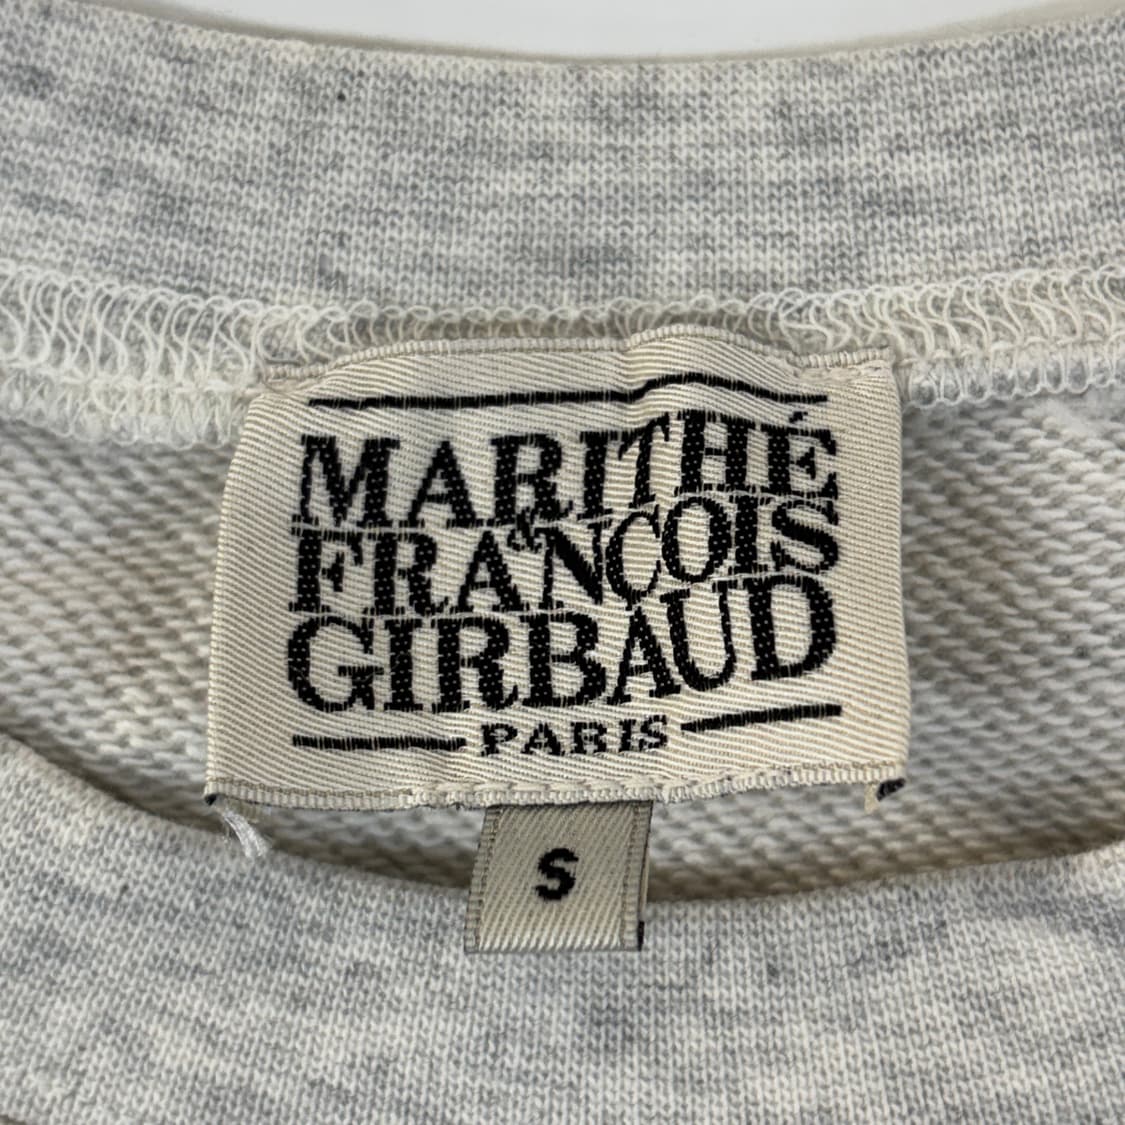 MARITHÉ
&
FRANÇOIS
GIRBAUD
PARIS
S